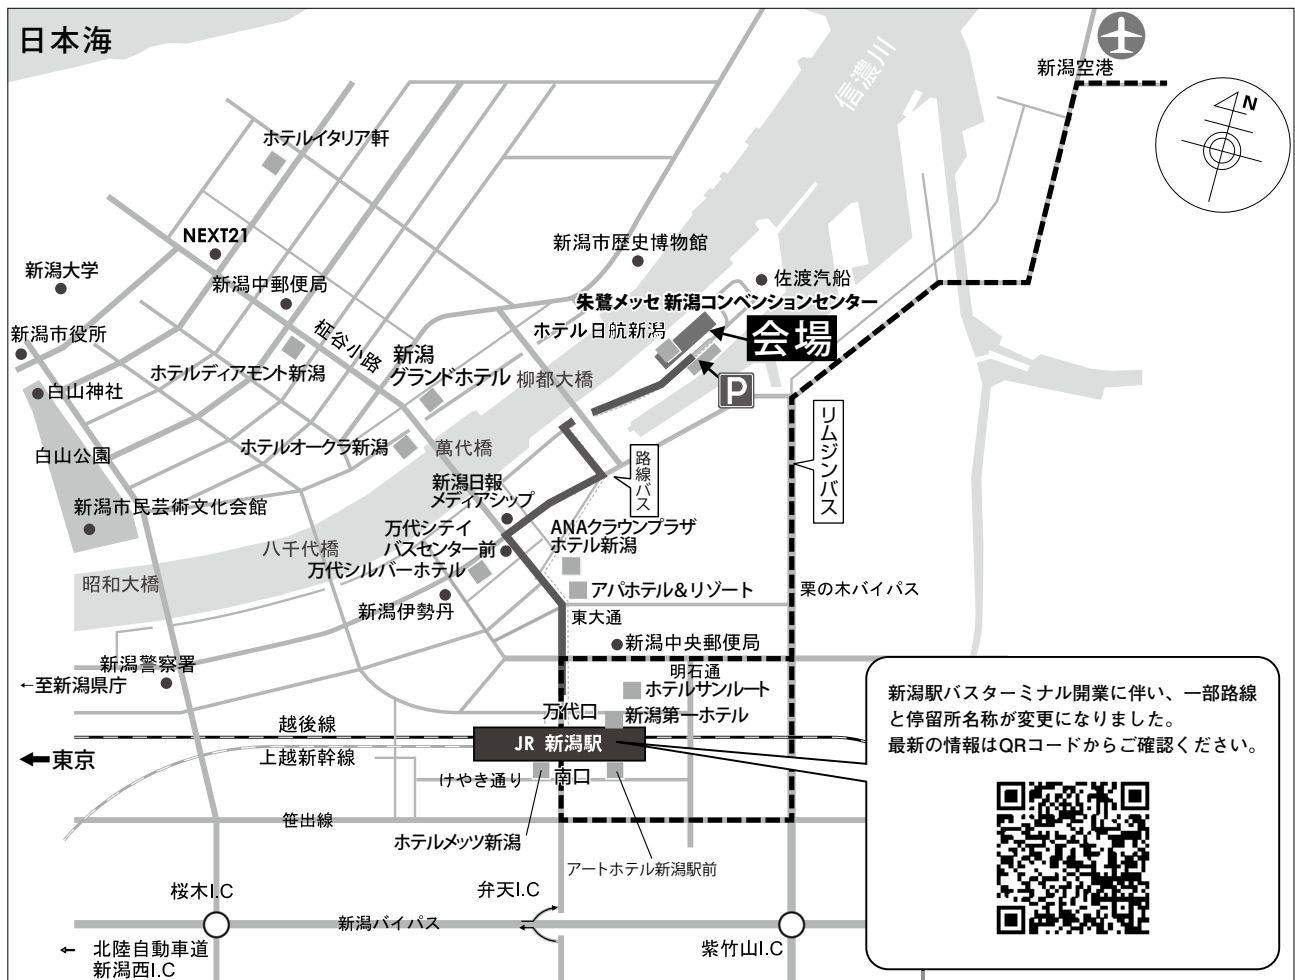 日本海
信濃川
新潟空港
N
ホテルイタリア軒
NEXT21
新潟市歴史博物館
新潟大学
新潟中郵便局
佐渡汽船
朱鷺メッセ 新潟コンベンションセンター
新潟市役所
柾谷小路
ホテル日航新潟
会場
新潟
グランドホテル
ホテルディアモント新潟
柳都大橋
P
白山神社
リムジンバス
白山公園
ホテルオークラ新潟
萬代橋
路線バス
新潟日報
メディアシップ
新潟市民芸術文化会館
万代シテイ
バスセンター前
ANAクラウンプラザ
ホテル新潟
八千代橋
万代シルバーホテル
昭和大橋
アパホテル&リゾート
栗の木バイパス
新潟伊勢丹
東大通
新潟中央郵便局
新潟警察署
明石通
←至新潟県庁
ホテルサンルート
新潟駅バスターミナル開業に伴い、一部路線
と停留所名称が変更になりました。
最新の情報はQRコードからご確認ください。
万代口
新潟第一ホテル
越後線
JR 新潟駅
上越新幹線
←東京
けやき通り
南口
笹出線
ホテルメッツ新潟
アートホテル新潟駅前
桜木I.C
弁天I.C
新潟バイパス
紫竹山I.C
← 北陸自動車道
新潟西I.C